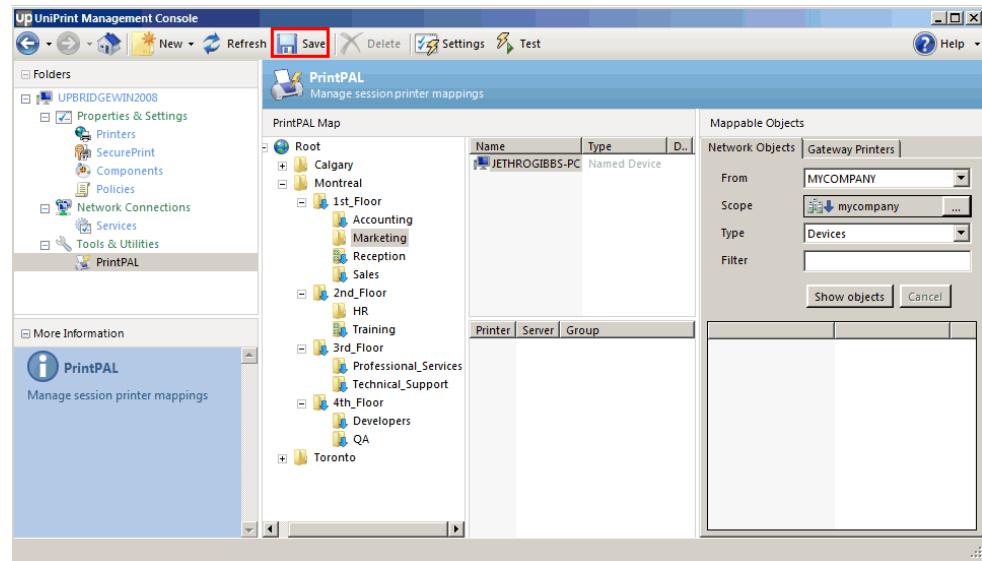 up UniPrint Management Console
New Refresh Save Delete Settings Test Help
Folders
UPBRIDGEWIN2008
Properties & Settings
Printers
SecurePrint
Components
Policies
Network Connections
Services
Tools & Utilities
PrintPAL
More Information
PrintPAL
Manage session printer mappings
PrintPAL
Manage session printer mappings
PrintPAL Map
Root
Calgary
Montreal
1st_Floor
Accounting
Marketing
Reception
Sales
2nd_Floor
HR
Training
3rd_Floor
Professional_Services
Technical_Support
4th_Floor
Developers
QA
Toronto
Name Type D..
JETHROGIBBS-PC Named Device
Printer Server Group
Mappable Objects
Network Objects Gateway Printers
From MYCOMPANY
Scope mycompany ...
Type Devices
Filter
Show objects Cancel